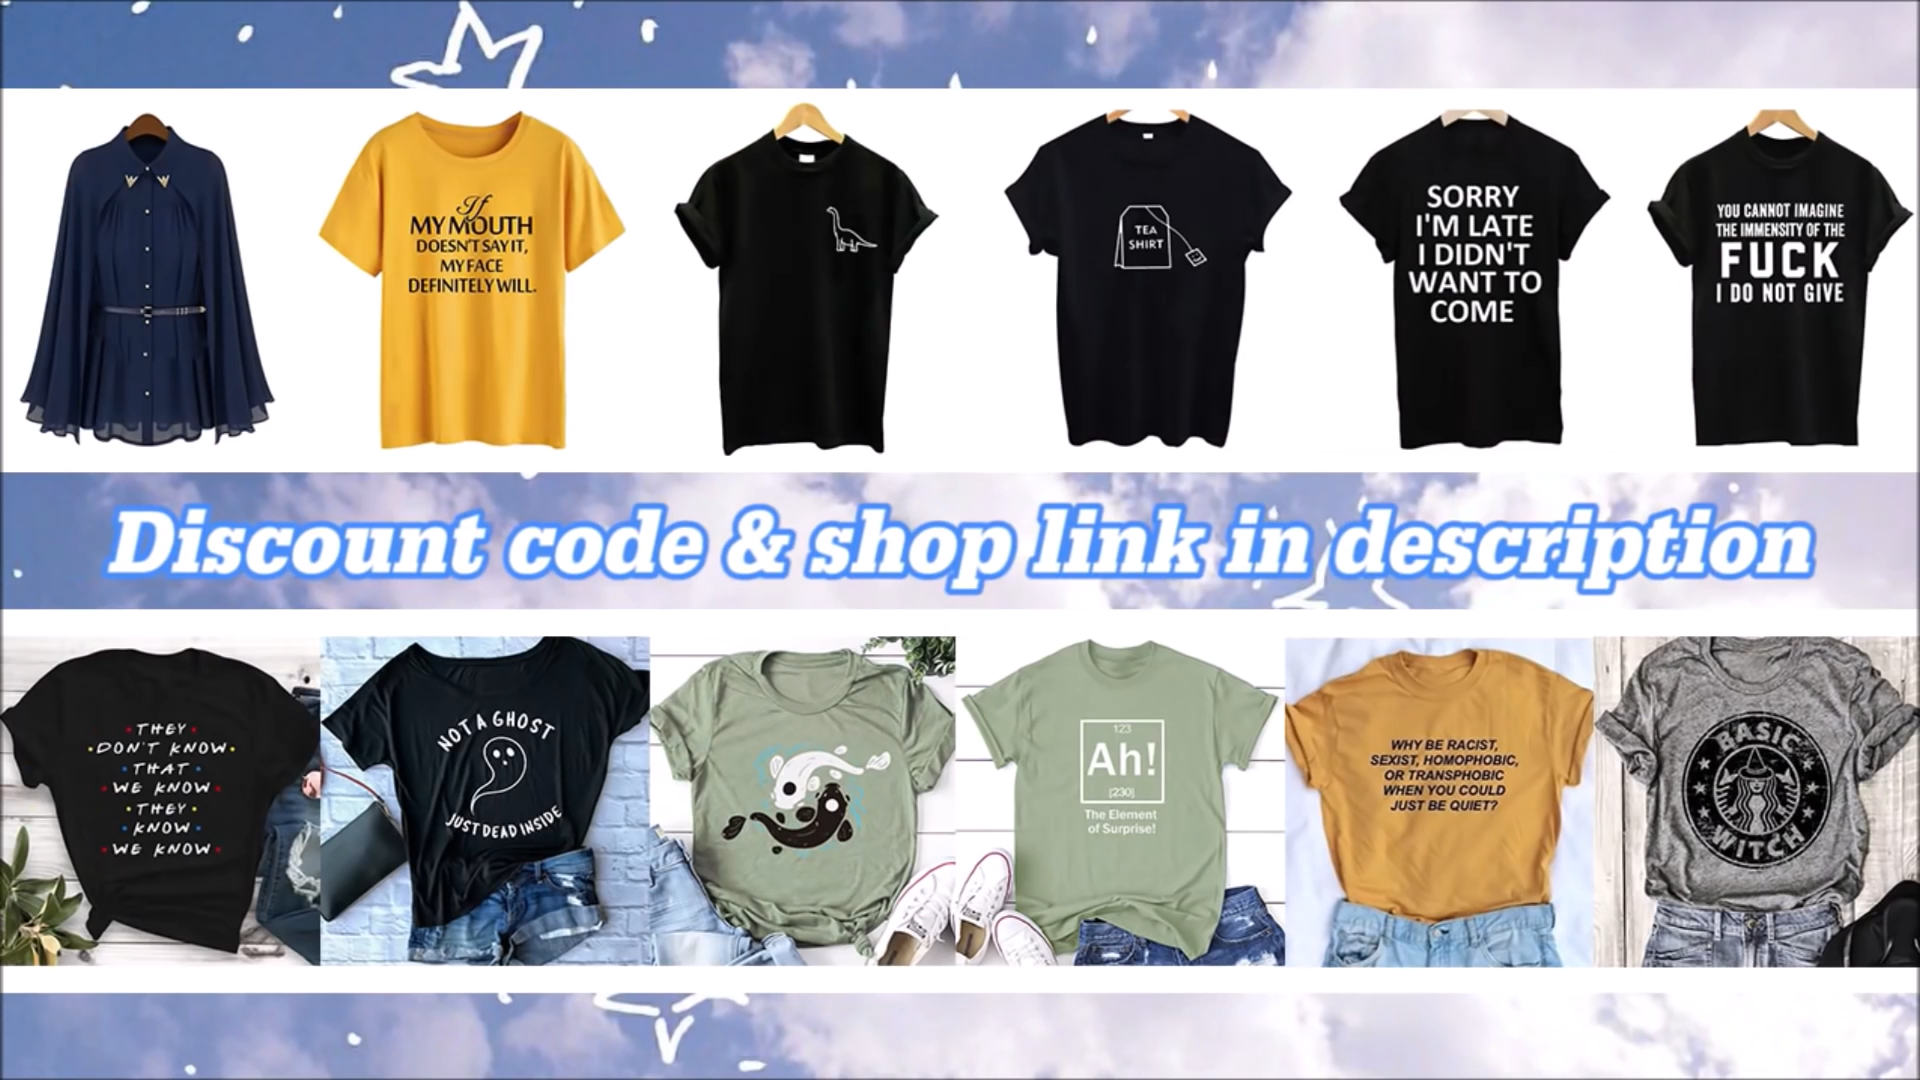 If
MY MOUTH
DOESN'T SAY IT,
MY FACE
DEFINITELY WILL.
TEA
SHIRT
SORRY
I'M LATE
I DIDN'T
WANT TO
COME
YOU CANNOT IMAGINE
THE IMMENSITY OF THE
FUCK
I DO NOT GIVE
Discount code & shop link in description
•THEY•
•DON'T KNOW•
•THAT•
•WE KNOW•
•THEY•
•KNOW•
•WE KNOW•
NOT A GHOST
JUST DEAD INSIDE
123
Ah!
[230]
The Element
of Surprise!
WHY BE RACIST,
SEXIST, HOMOPHOBIC,
OR TRANSPHOBIC
WHEN YOU COULD
JUST BE QUIET?
BASIC
WITCH